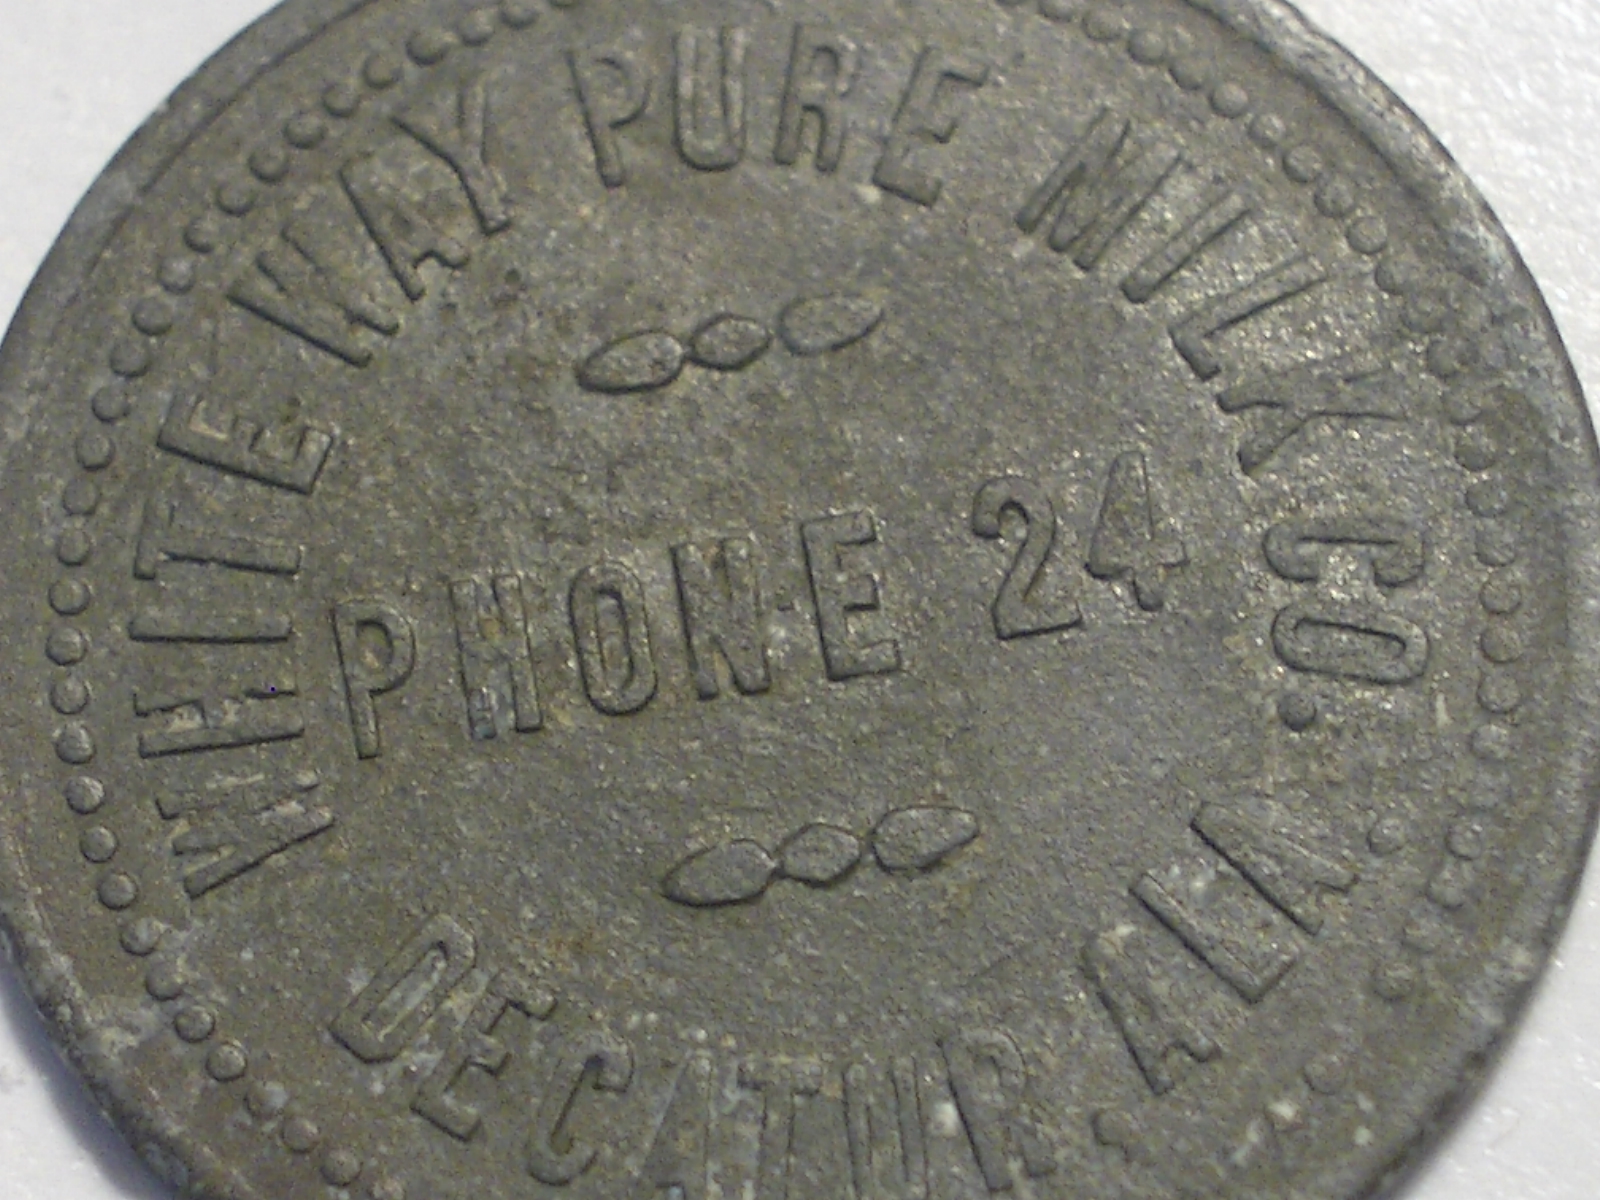 WHITE WAY PURE MILK CO.
PHONE 24
DECATUR, ALA.